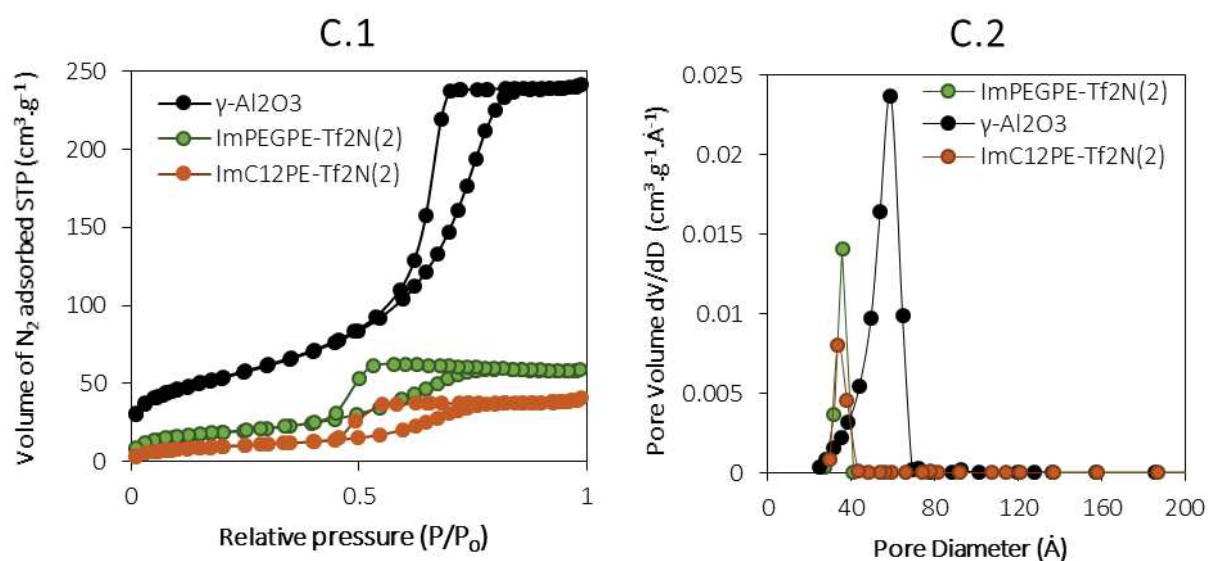 C.1
Volume of N₂ adsorbed STP (cm³.g⁻¹)
250
200
150
100
50
0
γ-Al2O3
ImPEGPE-Tf2N(2)
ImC12PE-Tf2N(2)
0
0.5
1
Relative pressure (P/P₀)
C.2
Pore Volume dV/dD (cm³.g⁻¹.Å⁻¹)
0.025
0.02
0.015
0.01
0.005
0
ImPEGPE-Tf2N(2)
γ-Al2O3
ImC12PE-Tf2N(2)
0
40
80
120
160
200
Pore Diameter (Å)